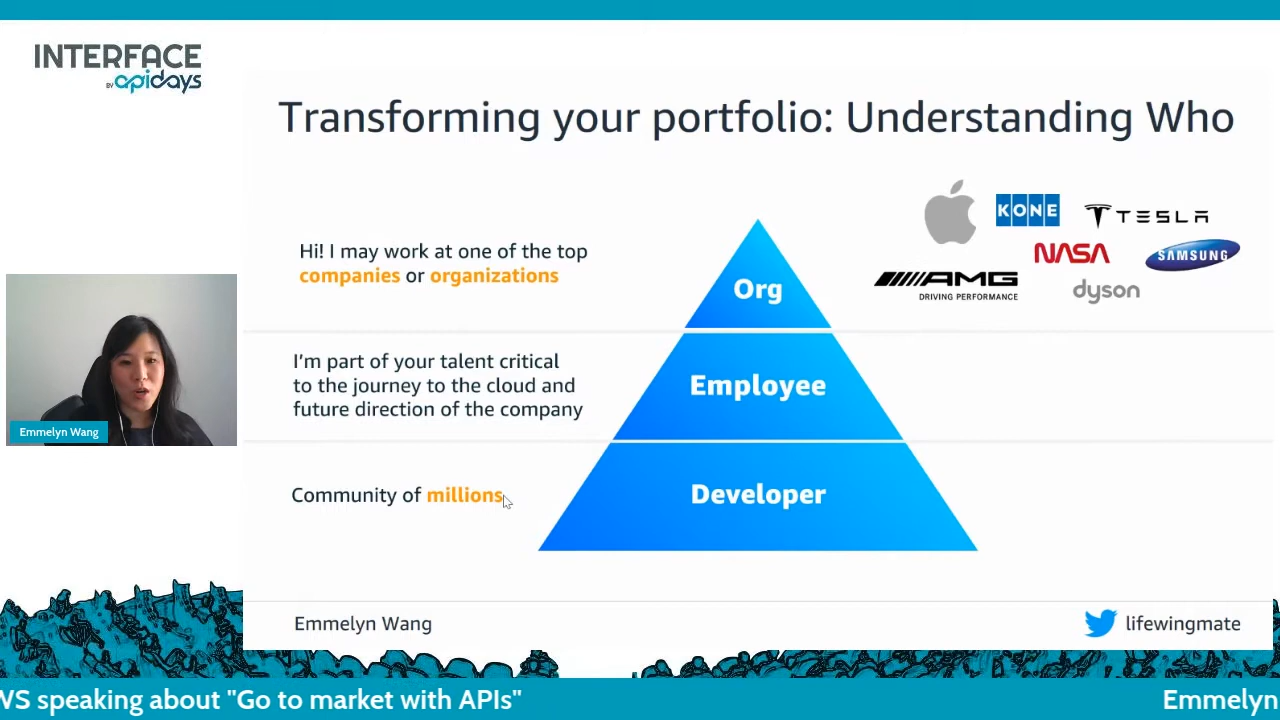 INTERFACE
BY apidays
Transforming your portfolio: Understanding Who
Hi! I may work at one of the top
companies or organizations
Org
KONE
TESLA
NASA
SAMSUNG
AMG
DRIVING PERFORMANCE
dyson
I'm part of your talent critical
to the journey to the cloud and
future direction of the company
Employee
Emmelyn Wang
Community of millions
Developer
Emmelyn Wang
lifewingmate
WS speaking about "Go to market with APIs"
Emmelyn